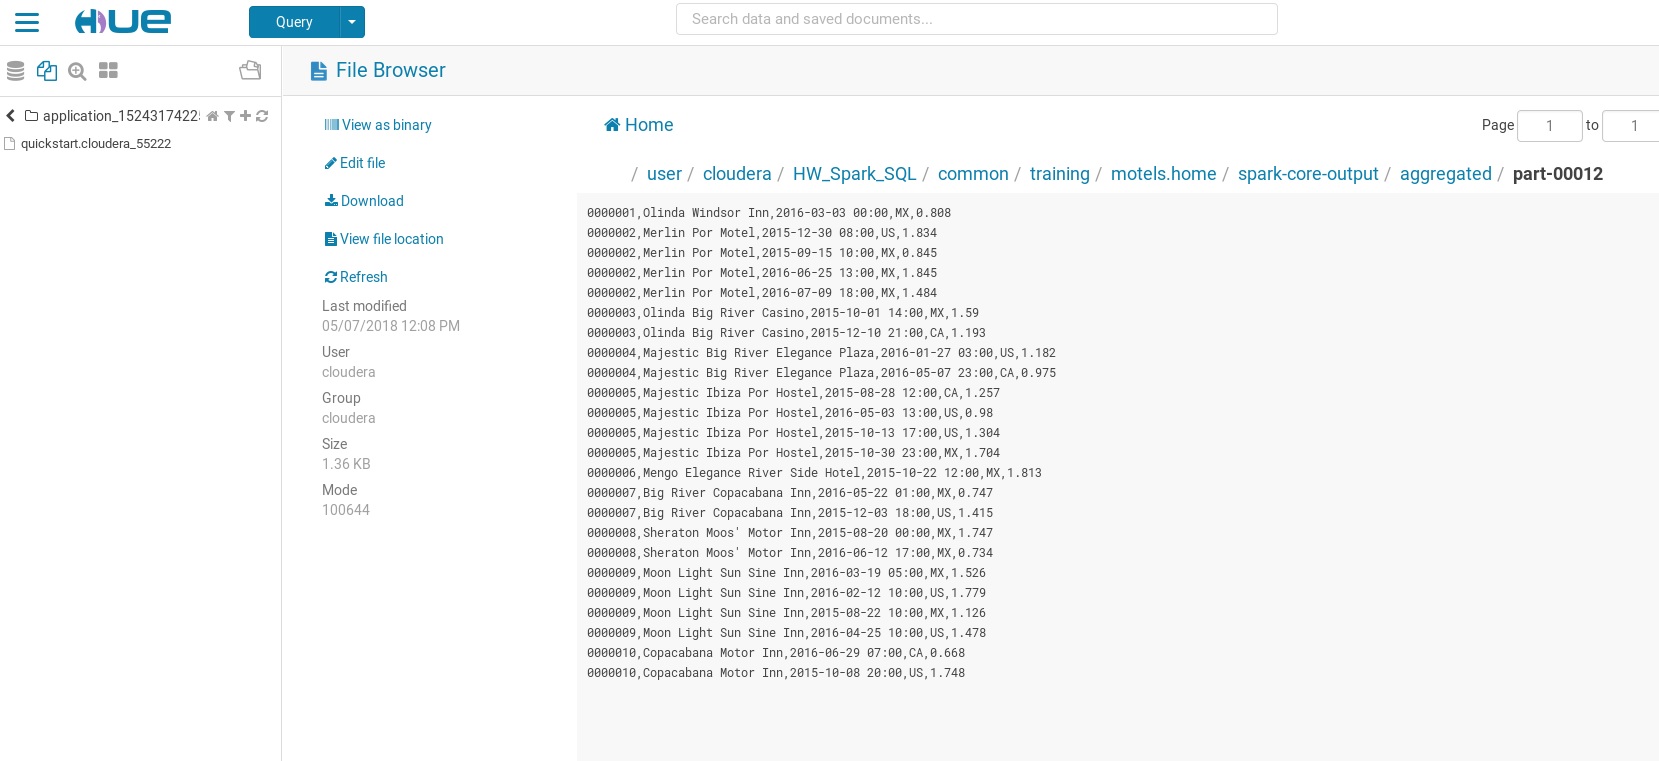 HUE
Query
Search data and saved documents...
File Browser
application_15243174225
quickstart.cloudera_55222
View as binary
Edit file
Download
View file location
Refresh
Last modified
05/07/2018 12:08 PM
User
cloudera
Group
cloudera
Size
1.36 KB
Mode
100644
Home
Page 1 to 1
/ user / cloudera / HW_Spark_SQL / common / training / motels.home / spark-core-output / aggregated / part-00012
0000001,Olinda Windsor Inn,2016-03-03 00:00,MX,0.808
0000002,Merlin Por Motel,2015-12-30 08:00,US,1.834
0000002,Merlin Por Motel,2015-09-15 10:00,MX,0.845
0000002,Merlin Por Motel,2016-06-25 13:00,MX,1.845
0000002,Merlin Por Motel,2016-07-09 18:00,MX,1.484
0000003,Olinda Big River Casino,2015-10-01 14:00,MX,1.59
0000003,Olinda Big River Casino,2015-12-10 21:00,CA,1.193
0000004,Majestic Big River Elegance Plaza,2016-01-27 03:00,US,1.182
0000004,Majestic Big River Elegance Plaza,2016-05-07 23:00,CA,0.975
0000005,Majestic Ibiza Por Hostel,2015-08-28 12:00,CA,1.257
0000005,Majestic Ibiza Por Hostel,2016-05-03 13:00,US,0.98
0000005,Majestic Ibiza Por Hostel,2015-10-13 17:00,US,1.304
0000005,Majestic Ibiza Por Hostel,2015-10-30 23:00,MX,1.704
0000006,Mengo Elegance River Side Hotel,2015-10-22 12:00,MX,1.813
0000007,Big River Copacabana Inn,2016-05-22 01:00,MX,0.747
0000007,Big River Copacabana Inn,2015-12-03 18:00,US,1.415
0000008,Sheraton Moos' Motor Inn,2015-08-20 00:00,MX,1.747
0000008,Sheraton Moos' Motor Inn,2016-06-12 17:00,MX,0.734
0000009,Moon Light Sun Sine Inn,2016-03-19 05:00,MX,1.526
0000009,Moon Light Sun Sine Inn,2016-02-12 10:00,US,1.779
0000009,Moon Light Sun Sine Inn,2015-08-22 10:00,MX,1.126
0000009,Moon Light Sun Sine Inn,2016-04-25 10:00,US,1.478
0000010,Copacabana Motor Inn,2016-06-29 07:00,CA,0.668
0000010,Copacabana Motor Inn,2015-10-08 20:00,US,1.748